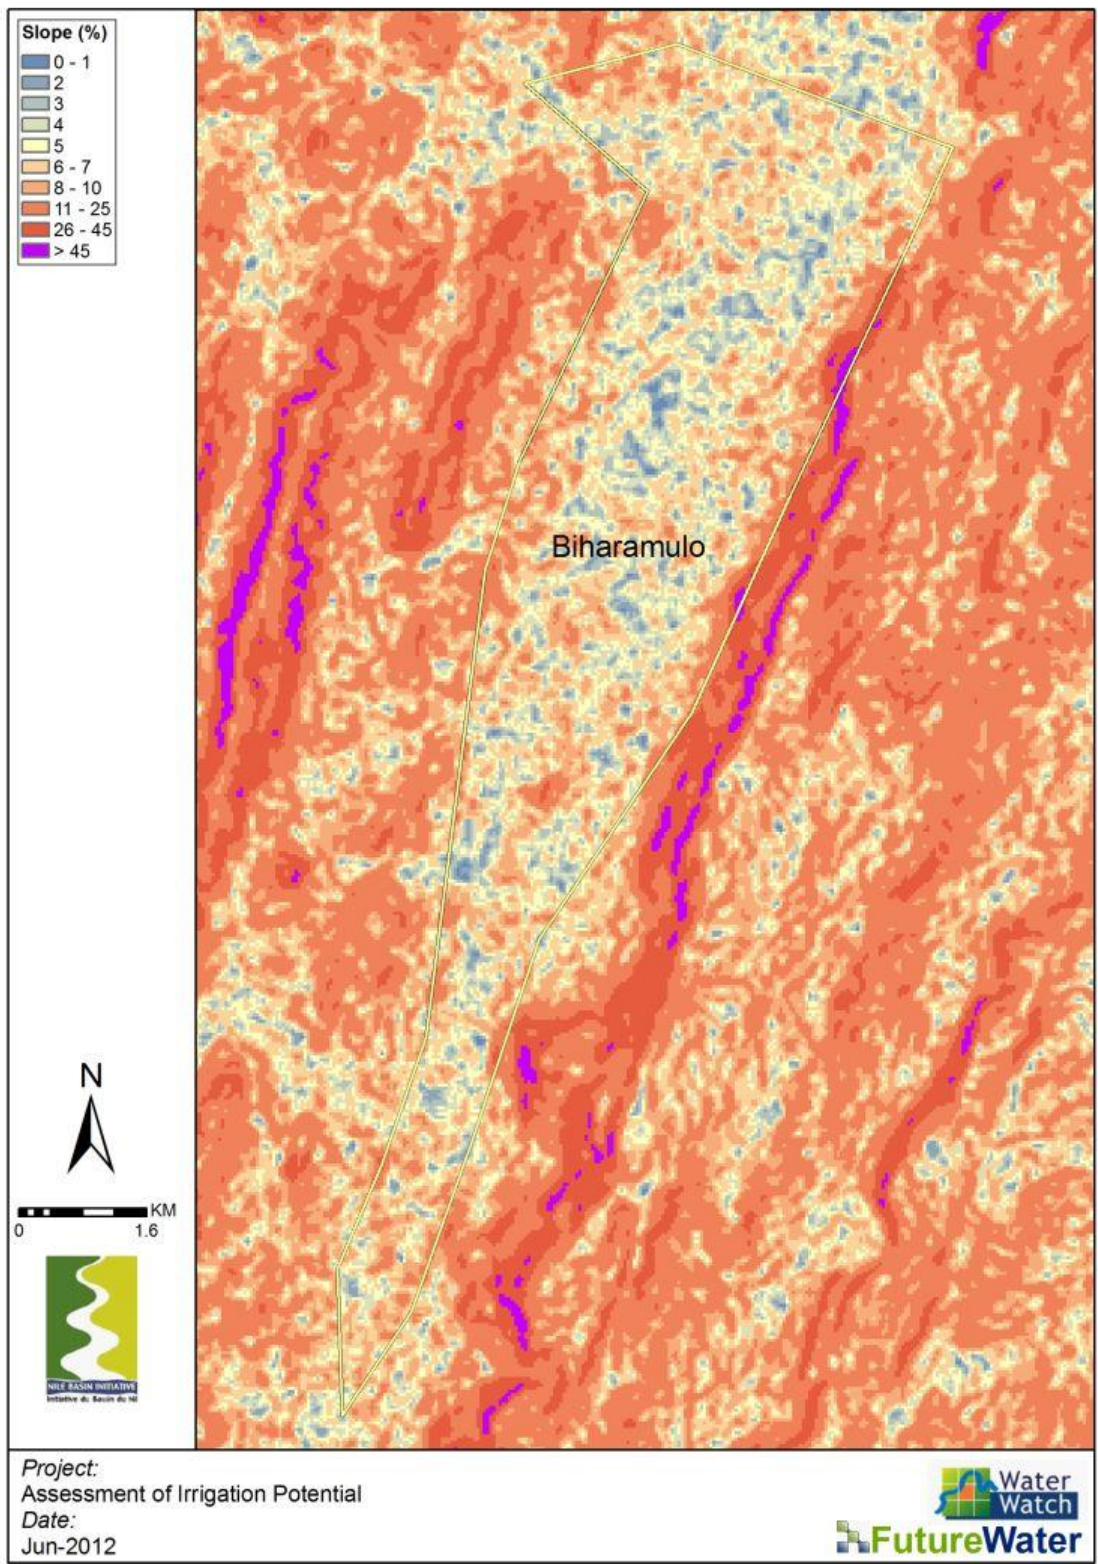 Slope (%)
0 - 1
2
3
4
5
6 - 7
8 - 10
11 - 25
26 - 45
> 45
Biharamulo
N
KM
0 1.6
NILE BASIN INITIATIVE
Initiative du Bassin du Nil
Project:
Assessment of Irrigation Potential
Date:
Jun-2012
Water
Watch
FutureWater